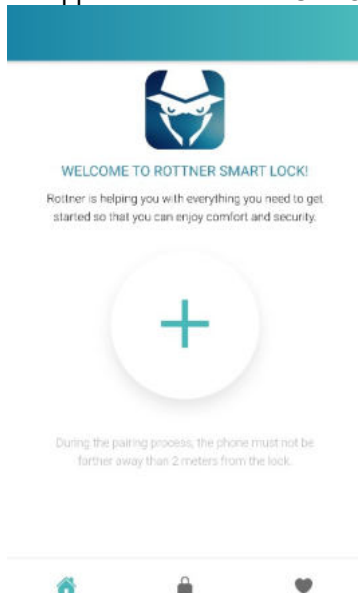 WELCOME TO ROTTNER SMART LOCK!
Rottner is helping you with everything you need to get
started so that you can enjoy comfort and security.
During the pairing process, the phone must not be
farther away than 2 meters from the lock.